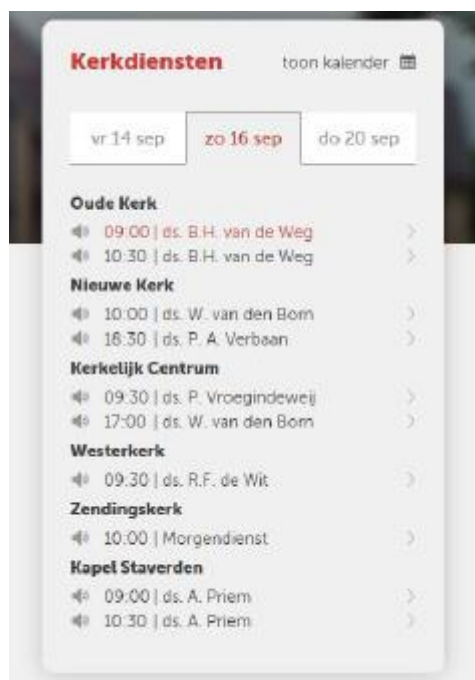 Kerkdiensten toon kalender
vr 14 sep zo 16 sep do 20 sep
Oude Kerk
09:00 | ds. B.H. van de Weg
10:30 | ds. B.H. van de Weg
Nieuwe Kerk
10:00 | ds. W. van den Born
18:30 | ds. P. A. Verbaan
Kerkelijk Centrum
09:30 | ds. P. Vroegindeweij
17:00 | ds. W. van den Born
Westerkerk
09:30 | ds. R.F. de Wit
Zendingskerk
10:00 | Morgendienst
Kapel Staverden
09:00 | ds. A. Priem
10:30 | ds. A. Priem